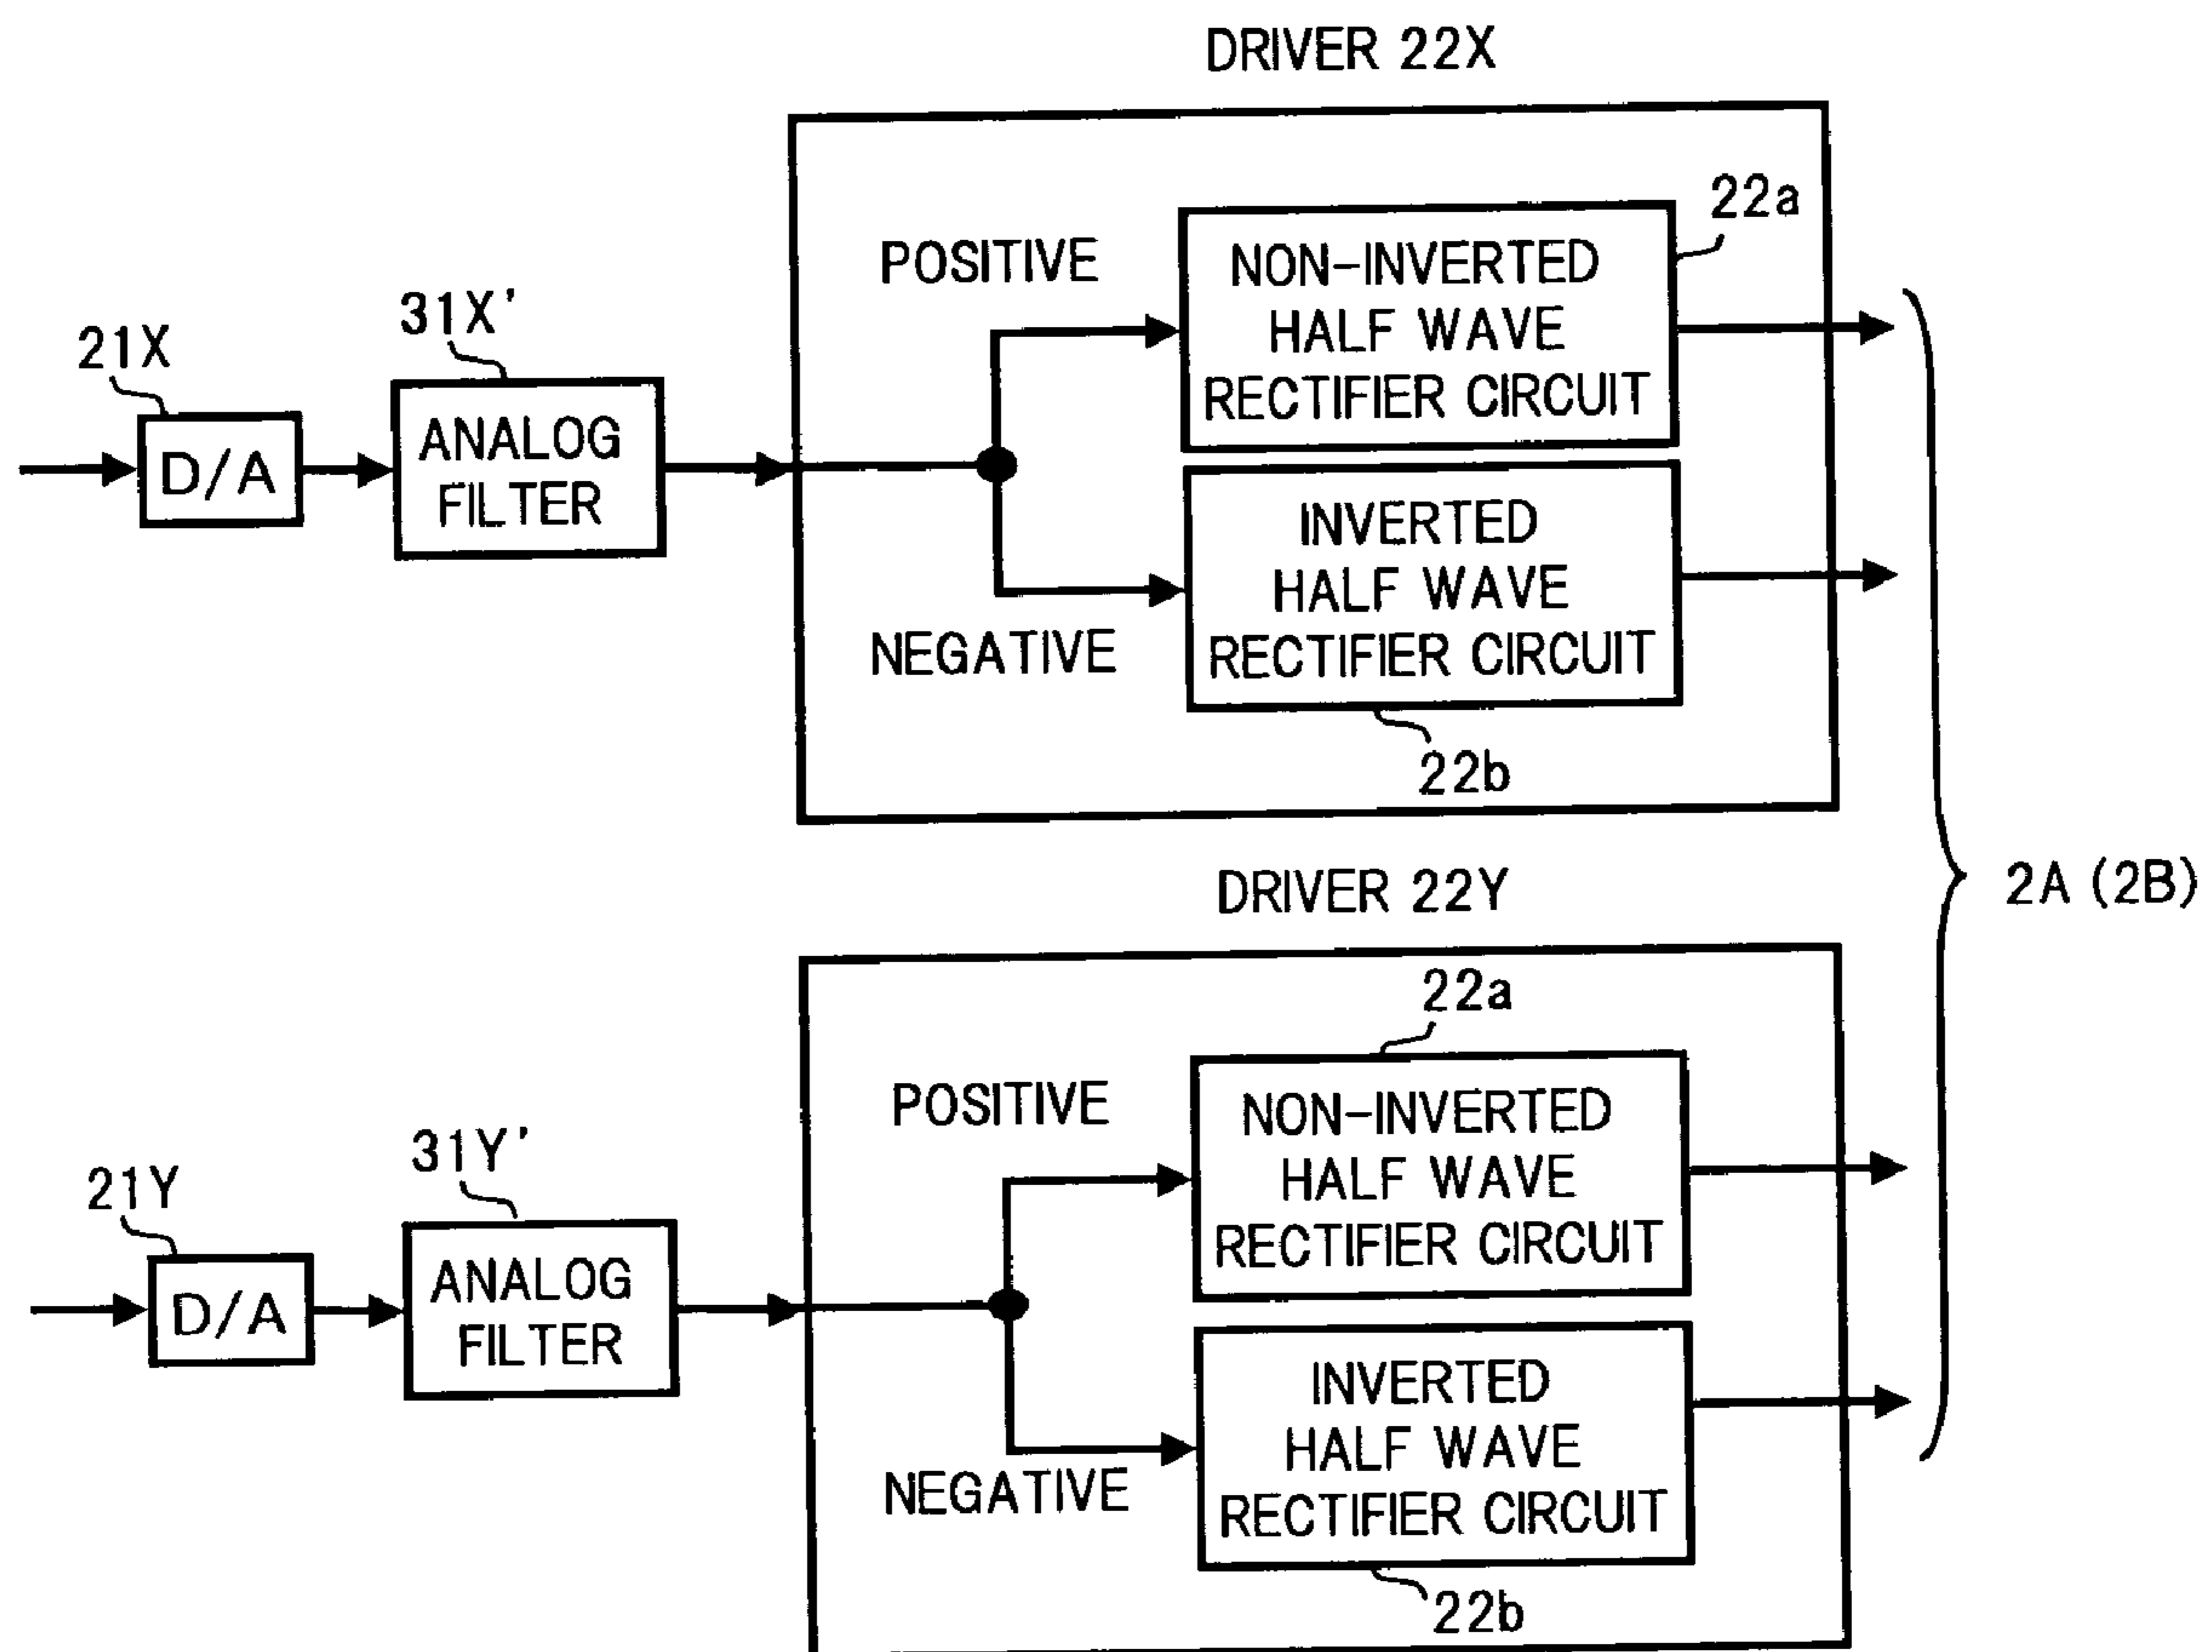 DRIVER 22X
22a
POSITIVE
NON-INVERTED
HALF WAVE
RECTIFIER CIRCUIT
31X'
21X
D/A
ANALOG
FILTER
INVERTED
HALF WAVE
RECTIFIER CIRCUIT
NEGATIVE
22b
2A (2B)
DRIVER 22Y
22a
POSITIVE
NON-INVERTED
HALF WAVE
RECTIFIER CIRCUIT
31Y'
21Y
D/A
ANALOG
FILTER
INVERTED
HALF WAVE
RECTIFIER CIRCUIT
NEGATIVE
22b